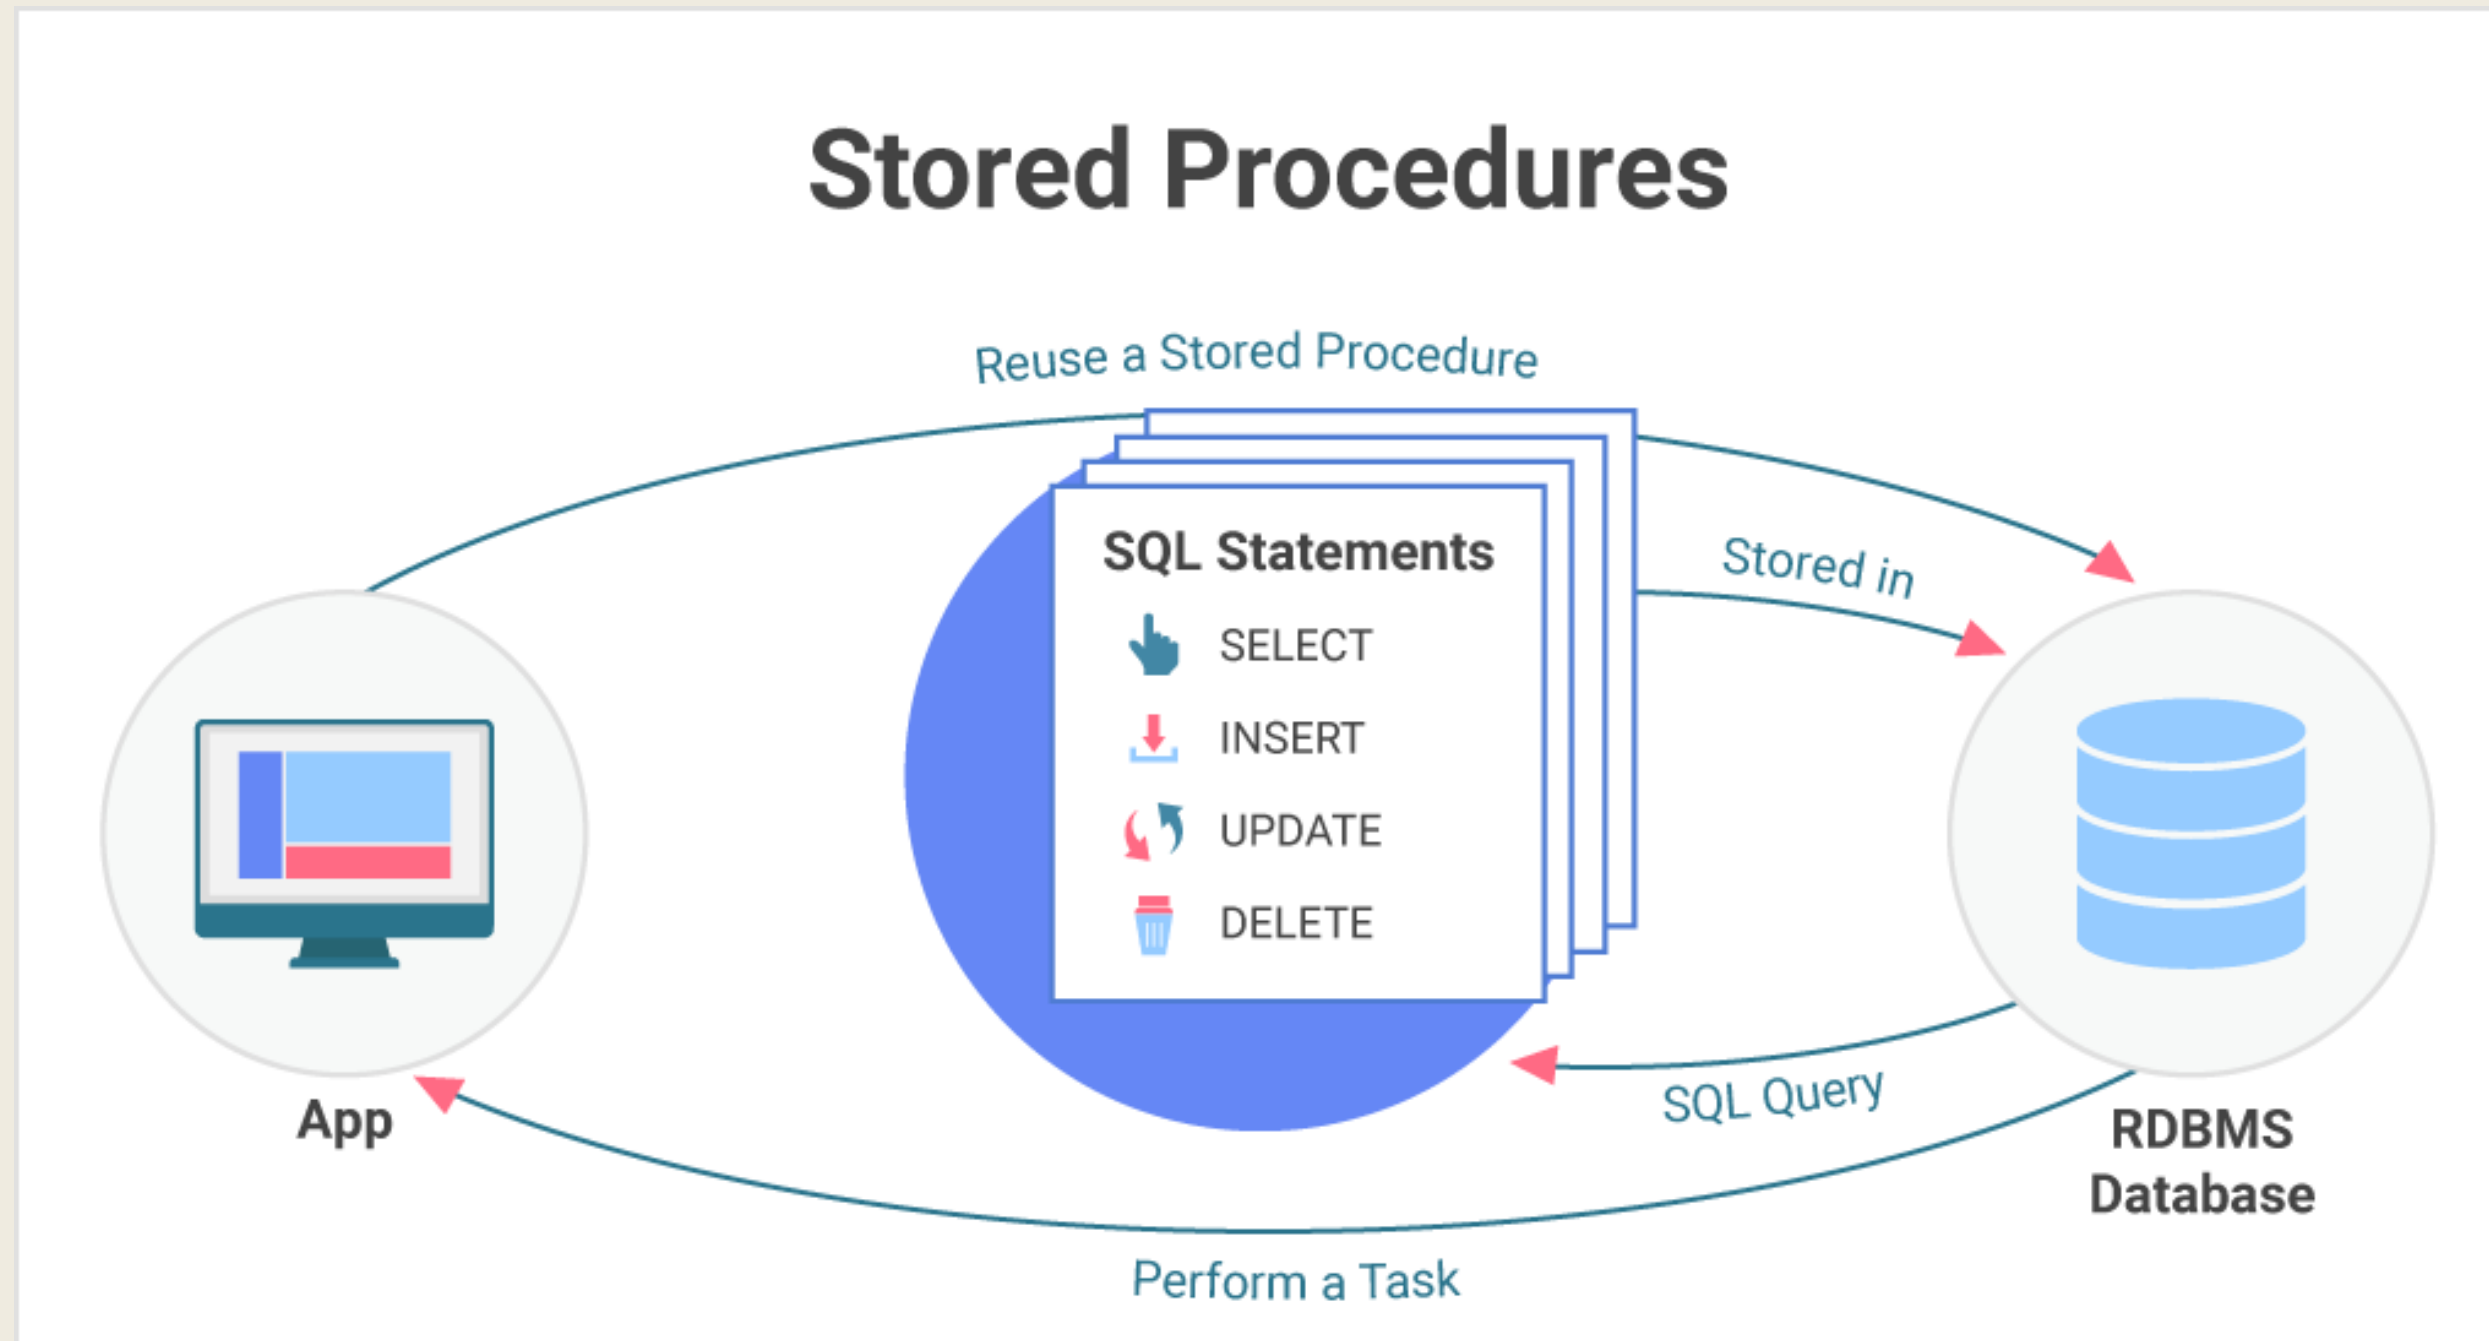 Stored Procedures
Reuse a Stored Procedure
SQL Statements
SELECT
INSERT
UPDATE
DELETE
Stored in
SQL Query
App
RDBMS
Database
Perform a Task